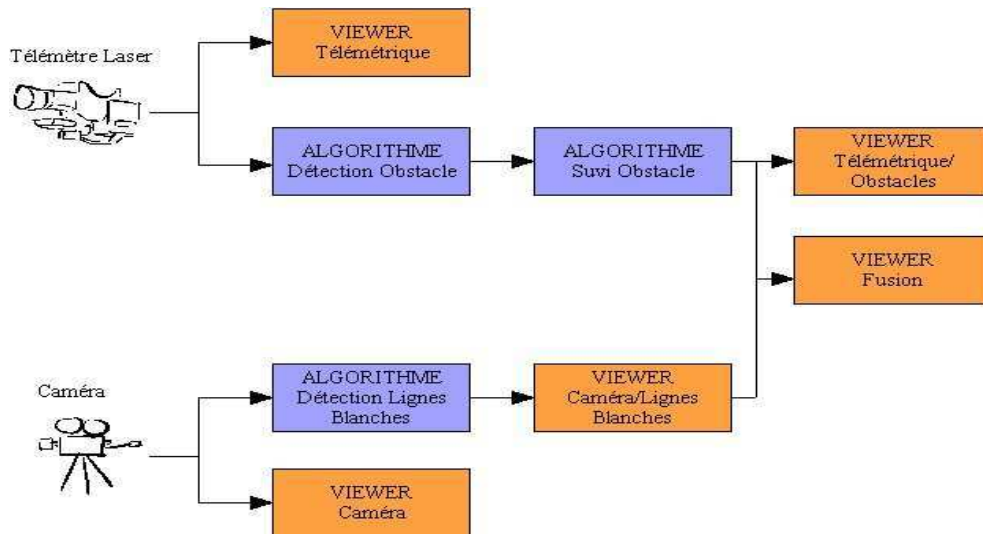 VIEWER
Télémétrique
Télémètre Laser
ALGORITHME
Détection Obstacle
ALGORITHME
Suvi Obstacle
VIEWER
Télémétrique/
Obstacles
VIEWER
Fusion
Caméra
ALGORITHME
Détection Lignes
Blanches
VIEWER
Caméra/Lignes
Blanches
VIEWER
Caméra